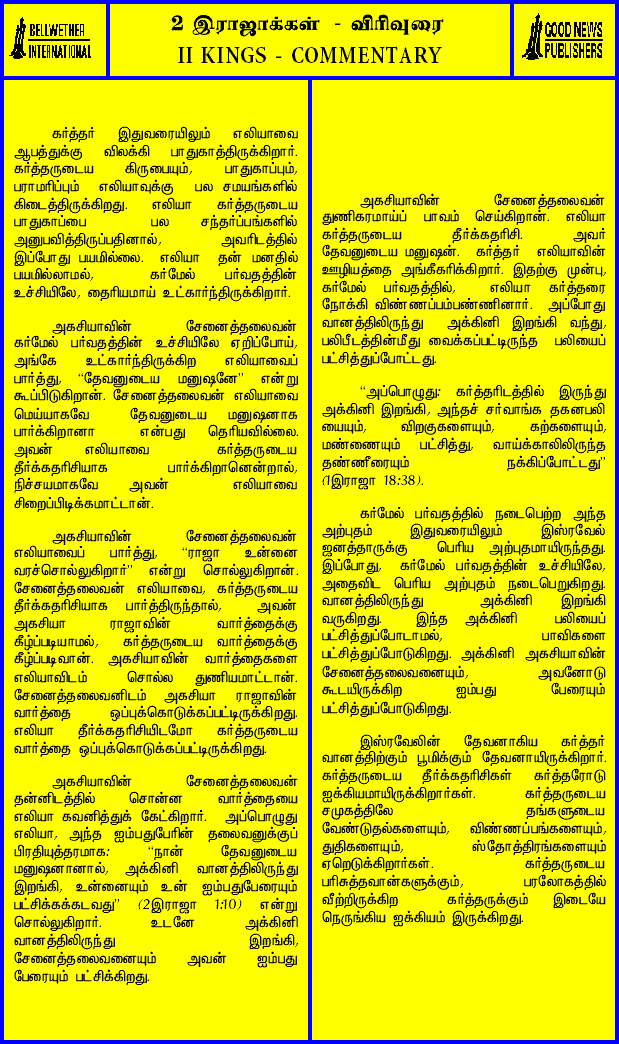 BELLWETHER
INTERNATIONAL
2 இராஜாக்கள் - விரிவுரை
II KINGS - COMMENTARY
GOOD NEWS
PUBLISHERS
கர்த்தர் இதுவரையிலும் எலியாவை
ஆபத்துக்கு விலக்கி பாதுகாத்திருக்கிறார்.
கர்த்தருடைய கிருபையும், பாதுகாப்பும்,
பராமரிப்பும் எலியாவுக்கு பல சமயங்களில்
கிடைத்திருக்கிறது. எலியா கர்த்தருடைய
பாதுகாப்பை பல சந்தர்ப்பங்களில்
அனுபவித்திருப்பதினால், அவரிடத்தில்
இப்போது பயமில்லை. எலியா தன் மனதில்
பயமில்லாமல், கர்மேல் பர்வதத்தின்
உச்சியிலே, தைரியமாய் உட்கார்ந்திருக்கிறார்.
அகசியாவின் சேனைத்தலைவன்
கர்மேல் பர்வதத்தின் உச்சியிலே ஏறிப்போய்,
அங்கே உட்கார்ந்திருக்கிற எலியாவைப்
பார்த்து, “தேவனுடைய மனுஷனே” என்று
கூப்பிடுகிறான். சேனைத்தலைவன் எலியாவை
மெய்யாகவே தேவனுடைய மனுஷனாக
பார்க்கிறானா என்பது தெரியவில்லை.
அவன் எலியாவை கர்த்தருடைய
தீர்க்கதரிசியாக பார்க்கிறானென்றால்,
நிச்சயமாகவே அவன் எலியாவை
சிறைப்பிடிக்கமாட்டான்.
அகசியாவின் சேனைத்தலைவன்
எலியாவைப் பார்த்து, “ராஜா உன்னை
வரச்சொல்லுகிறார்” என்று சொல்லுகிறான்.
சேனைத்தலைவன் எலியாவை, கர்த்தருடைய
தீர்க்கதரிசியாக பார்த்திருந்தால், அவன்
அகசியா ராஜாவின் வார்த்தைக்கு
கீழ்ப்படியாமல், கர்த்தருடைய வார்த்தைக்கு
கீழ்ப்படிவான். அகசியாவின் வார்த்தைகளை
எலியாவிடம் சொல்ல துணியமாட்டான்.
சேனைத்தலைவனிடம் அகசியா ராஜாவின்
வார்த்தை ஒப்புக்கொடுக்கப்பட்டிருக்கிறது.
எலியா தீர்க்கதரிசியிடமோ கர்த்தருடைய
வார்த்தை ஒப்புக்கொடுக்கப்பட்டிருக்கிறது.
அகசியாவின் சேனைத்தலைவன்
தன்னிடத்தில் சொன்ன வார்த்தையை
எலியா கவனித்துக் கேட்கிறார். அப்பொழுது
எலியா, அந்த ஐம்பதுபேரின் தலைவனுக்குப்
பிரதியுத்தரமாக: “நான் தேவனுடைய
மனுஷனானால், அக்கினி வானத்திலிருந்து
இறங்கி, உன்னையும் உன் ஐம்பதுபேரையும்
பட்சிக்கக்கடவது” (2இராஜா 1:10) என்று
சொல்லுகிறார். உடனே அக்கினி
வானத்திலிருந்து இறங்கி,
சேனைத்தலைவனையும் அவன் ஐம்பது
பேரையும் பட்சிக்கிறது.
அகசியாவின் சேனைத்தலைவன்
துணிகரமாய்ப் பாவம் செய்கிறான். எலியா
கர்த்தருடைய தீர்க்கதரிசி. அவர்
தேவனுடைய மனுஷன். கர்த்தர் எலியாவின்
ஊழியத்தை அங்கீகரிக்கிறார். இதற்கு முன்பு,
கர்மேல் பர்வதத்தில், எலியா கர்த்தரை
நோக்கி விண்ணப்பம்பண்ணினார். அப்போது
வானத்திலிருந்து அக்கினி இறங்கி வந்து,
பலிபீடத்தின்மீது வைக்கப்பட்டிருந்த பலியைப்
பட்சித்துப்போட்டது.
“அப்பொழுது: கர்த்தரிடத்தில் இருந்து
அக்கினி இறங்கி, அந்தச் சர்வாங்க தகனபலி
யையும், விறகுகளையும், கற்களையும்,
மண்ணையும் பட்சித்து, வாய்க்காலிலிருந்த
தண்ணீரையும் நக்கிப்போட்டது”
(1இராஜா 18:38).
கர்மேல் பர்வதத்தில் நடைபெற்ற அந்த
அற்புதம் இதுவரையிலும் இஸ்ரவேல்
ஜனத்தாருக்கு பெரிய அற்புதமாயிருந்தது.
இப்போது, கர்மேல் பர்வதத்தின் உச்சியிலே,
அதைவிட பெரிய அற்புதம் நடைபெறுகிறது.
வானத்திலிருந்து அக்கினி இறங்கி
வருகிறது. இந்த அக்கினி பலியைப்
பட்சித்துப்போடாமல், பாவிகளை
பட்சித்துப்போடுகிறது. அக்கினி அகசியாவின்
சேனைத்தலைவனையும், அவனோடு
கூடயிருக்கிற ஐம்பது பேரையும்
பட்சித்துப்போடுகிறது.
இஸ்ரவேலின் தேவனாகிய கர்த்தர்
வானத்திற்கும் பூமிக்கும் தேவனாயிருக்கிறார்.
கர்த்தருடைய தீர்க்கதரிசிகள் கர்த்தரோடு
ஐக்கியமாயிருக்கிறார்கள். கர்த்தருடைய
சமுகத்திலே தங்களுடைய
வேண்டுதல்களையும், விண்ணப்பங்களையும்,
துதிகளையும், ஸ்தோத்திரங்களையும்
ஏறெடுக்கிறார்கள். கர்த்தருடைய
பரிசுத்தவான்களுக்கும், பரலோகத்தில்
வீற்றிருக்கிற கர்த்தருக்கும் இடையே
நெருங்கிய ஐக்கியம் இருக்கிறது.